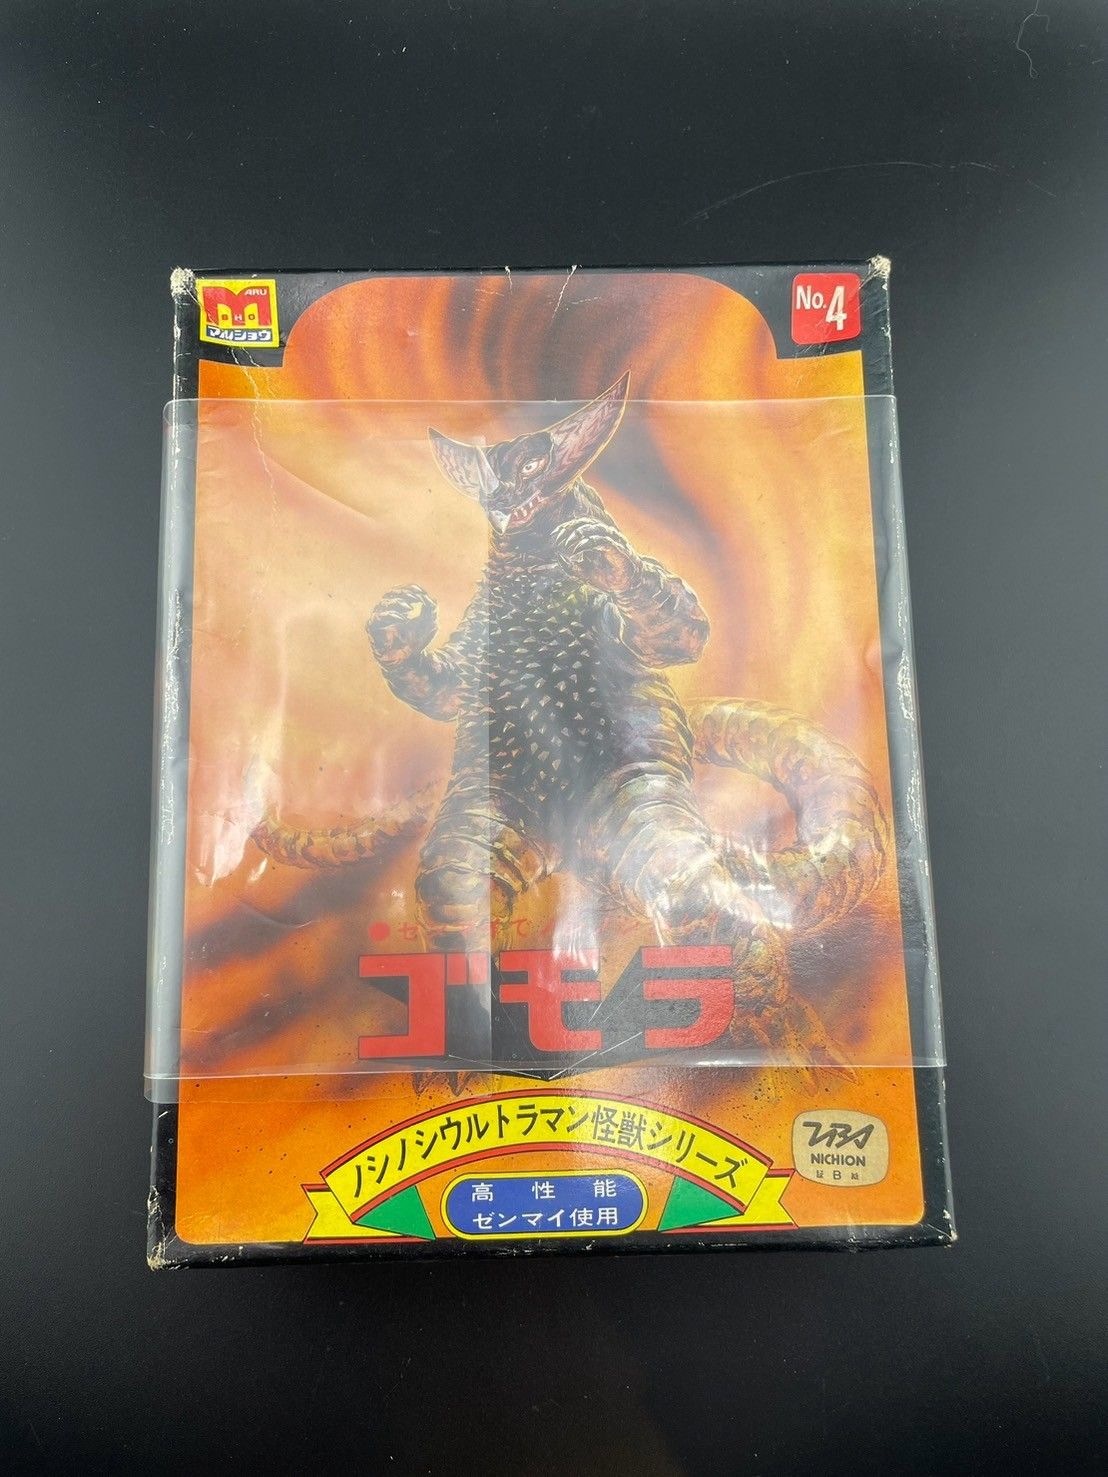 MARU
SHO
マルショウ
No.4
ゴモラ
ノシノシウルトラマン怪獣シリーズ
高性能
ゼンマイ使用
NICHION